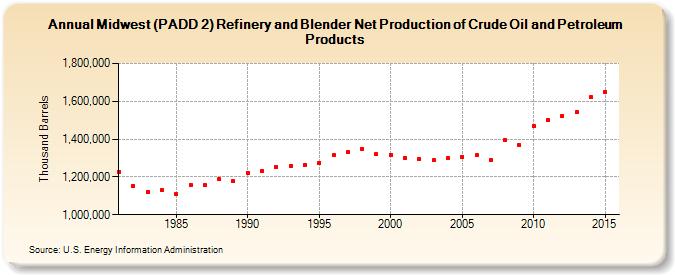 Annual Midwest (PADD 2) Refinery and Blender Net Production of Crude Oil and Petroleum
Products
Thousand Barrels
1,800,000
1,600,000
1,400,000
1,200,000
1,000,000
1985 1990 1995 2000 2005 2010 2015
Source: U.S. Energy Information Administration